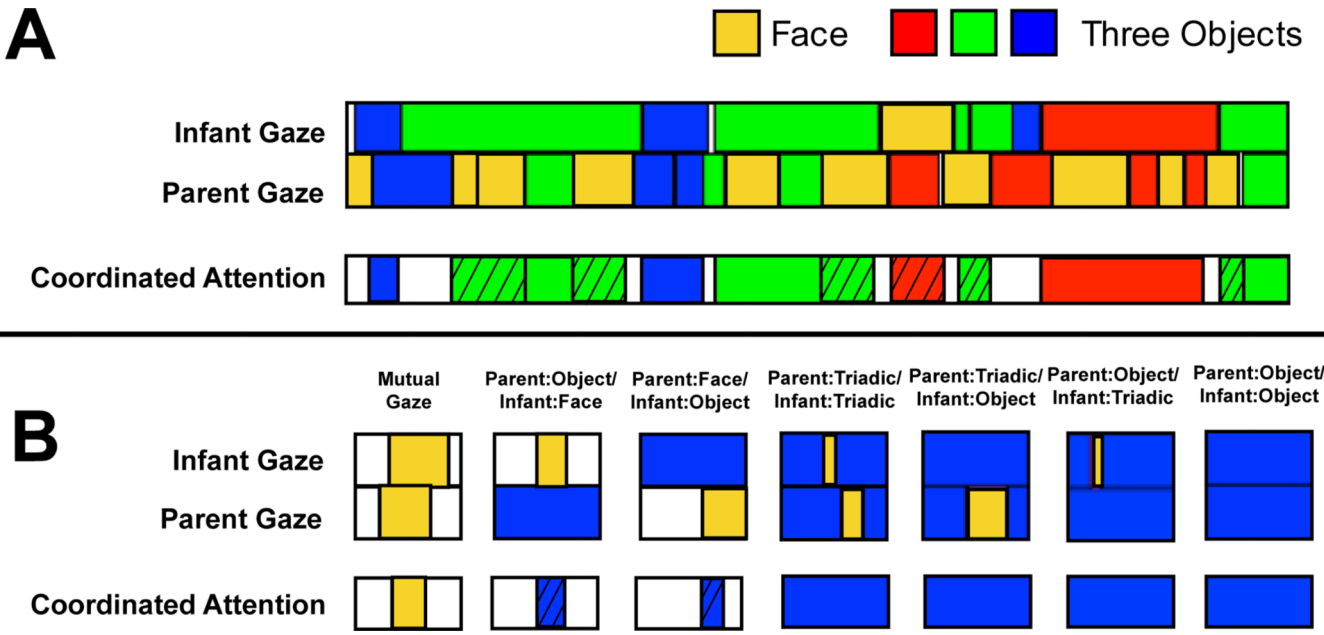 A
Face
Three Objects
Infant Gaze
Parent Gaze
Coordinated Attention
B
Mutual
Gaze
Parent:Object/
Infant:Face
Parent:Face/
Infant:Object
Parent:Triadic/
Infant:Triadic
Parent:Triadic/
Infant:Object
Parent:Object/
Infant:Triadic
Parent:Object/
Infant:Object
Infant Gaze
Parent Gaze
Coordinated Attention